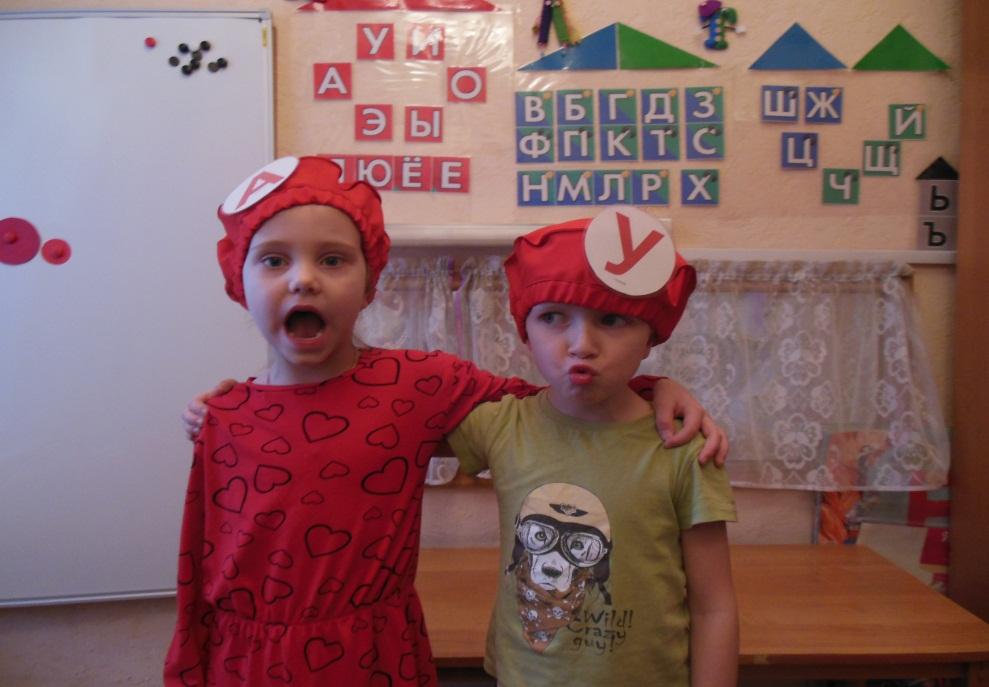 У И
А О
Э Ы
Ю Ё Е
В Б Г Д З
Ф П К Т С
Н М Л Р Х
Ш Ж
Й
Ц Щ
Ч
Ь
Ъ
А
У
Wild!
Crazy
guy!